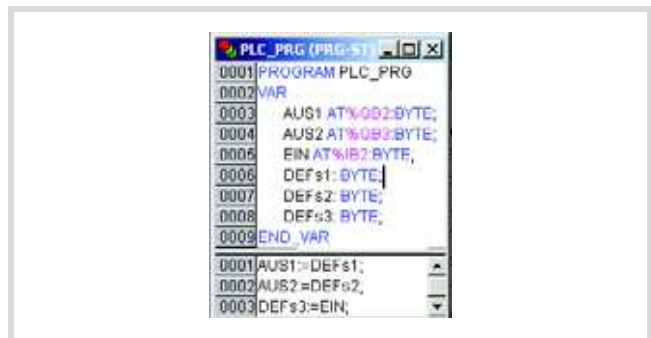 PLC_PRG (PRG-ST)
0001 PROGRAM PLC_PRG
0002 VAR
0003 AUS1 AT%QB2:BYTE;
0004 AUS2 AT%QB3:BYTE;
0005 EIN AT%IB2:BYTE;
0006 DEFs1: BYTE;
0007 DEFs2: BYTE;
0008 DEFs3: BYTE;
0009 END_VAR
0001 AUS1:=DEFs1;
0002 AUS2:=DEFs2;
0003 DEFs3:=EIN;